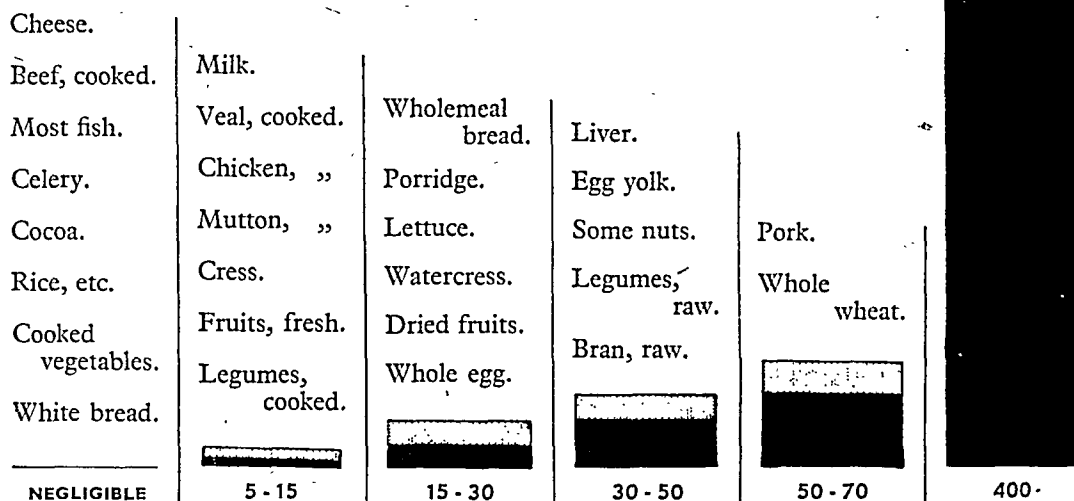 Cheese.
Beef, cooked.
Most fish.
Celery.
Cocoa.
Rice, etc.
Cooked
vegetables.
White bread.
NEGLIGIBLE
Milk.
Veal, cooked.
Chicken, „
Mutton, „
Cress.
Fruits, fresh.
Legumes,
cooked.
5 - 15
Wholemeal
bread.
Porridge.
Lettuce.
Watercress.
Dried fruits.
Whole egg.
15 - 30
Liver.
Egg yolk.
Some nuts.
Legumes,
raw.
Bran, raw.
30 - 50
Pork.
Whole
wheat.
50 - 70
400-